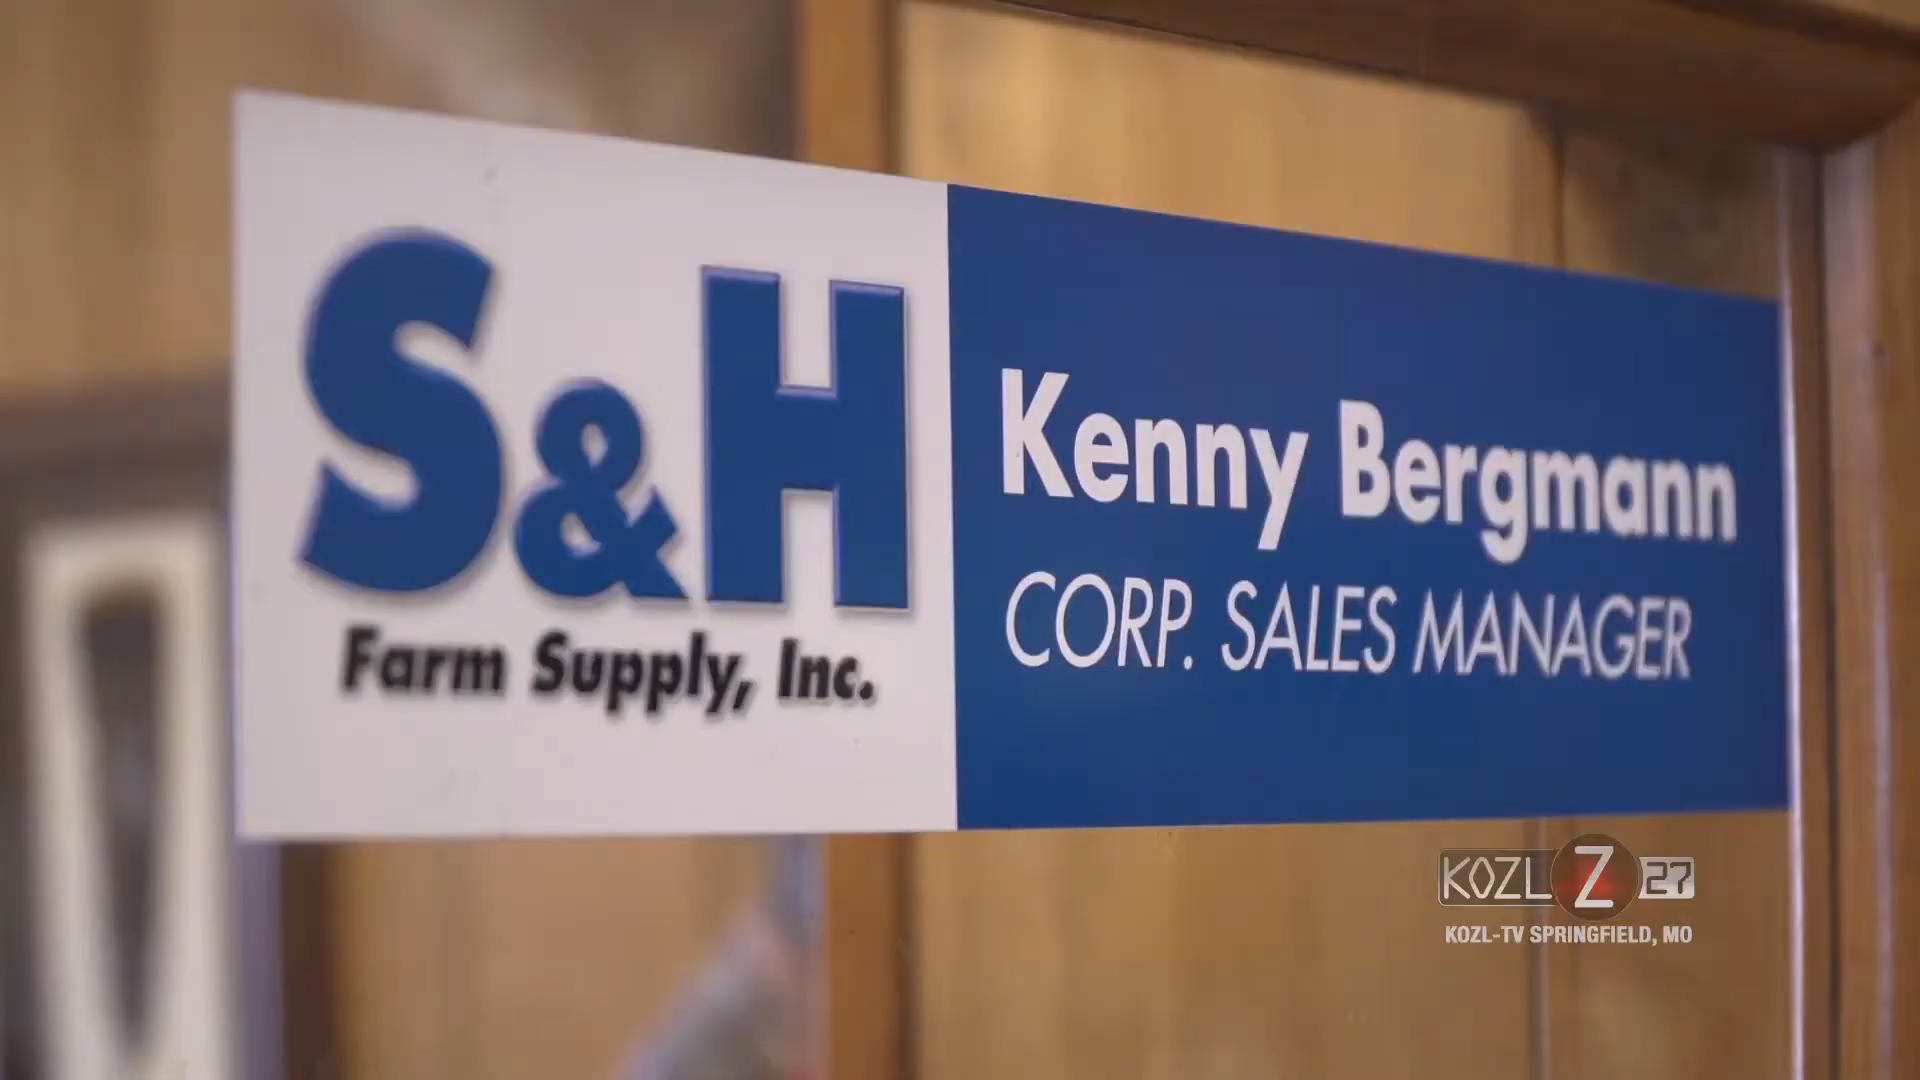 S&H
Farm Supply, Inc.
Kenny Bergmann
CORP. SALES MANAGER
KOZL Z 27
KOZL-TV SPRINGFIELD, MO